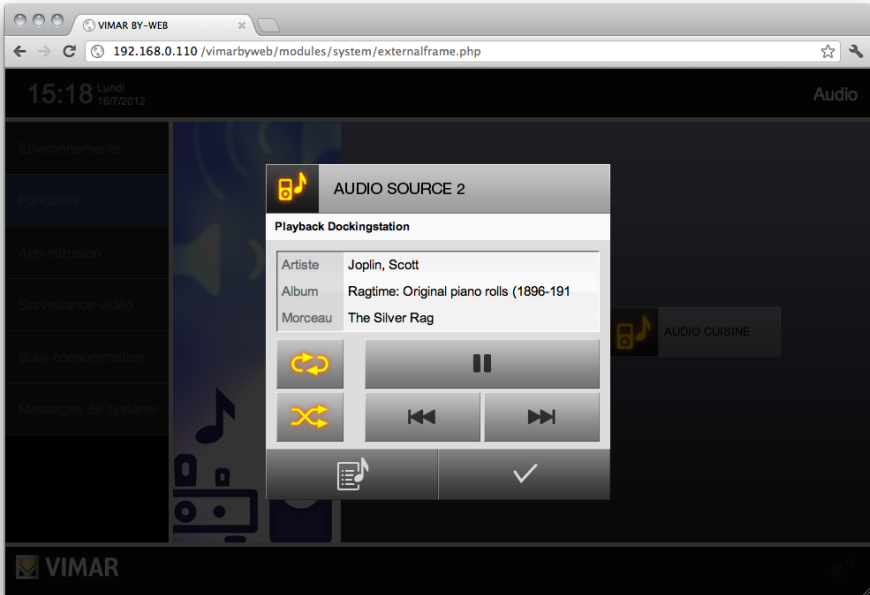 VIMAR BY-WEB
192.168.0.110 /vimarbyweb/modules/system/externalframe.php
15:18 Lundi
16/7/2012
Audio
Environnements
Fonctions
Anti-intrusion
Surveillance vidéo
Suivi consommation
Messages de système
AUDIO SOURCE 2
Playback Dockingstation
Artiste Joplin, Scott
Album Ragtime: Original piano rolls (1896-191
Morceau The Silver Rag
AUDIO CUISINE
VIMAR